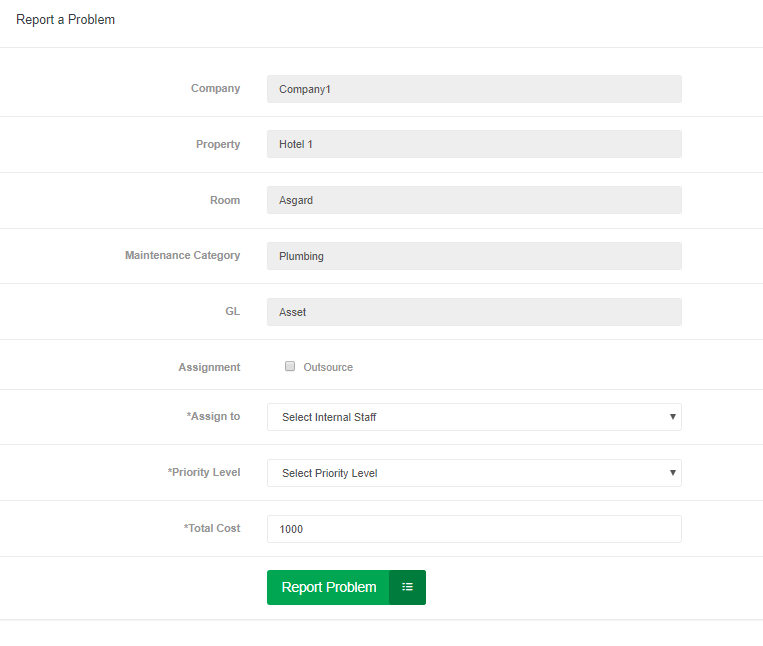 Report a Problem
Company
Company1
Property
Hotel 1
Room
Asgard
Maintenance Category
Plumbing
GL
Asset
Assignment
Outsource
*Assign to
Select Internal Staff
*Priority Level
Select Priority Level
*Total Cost
1000
Report Problem